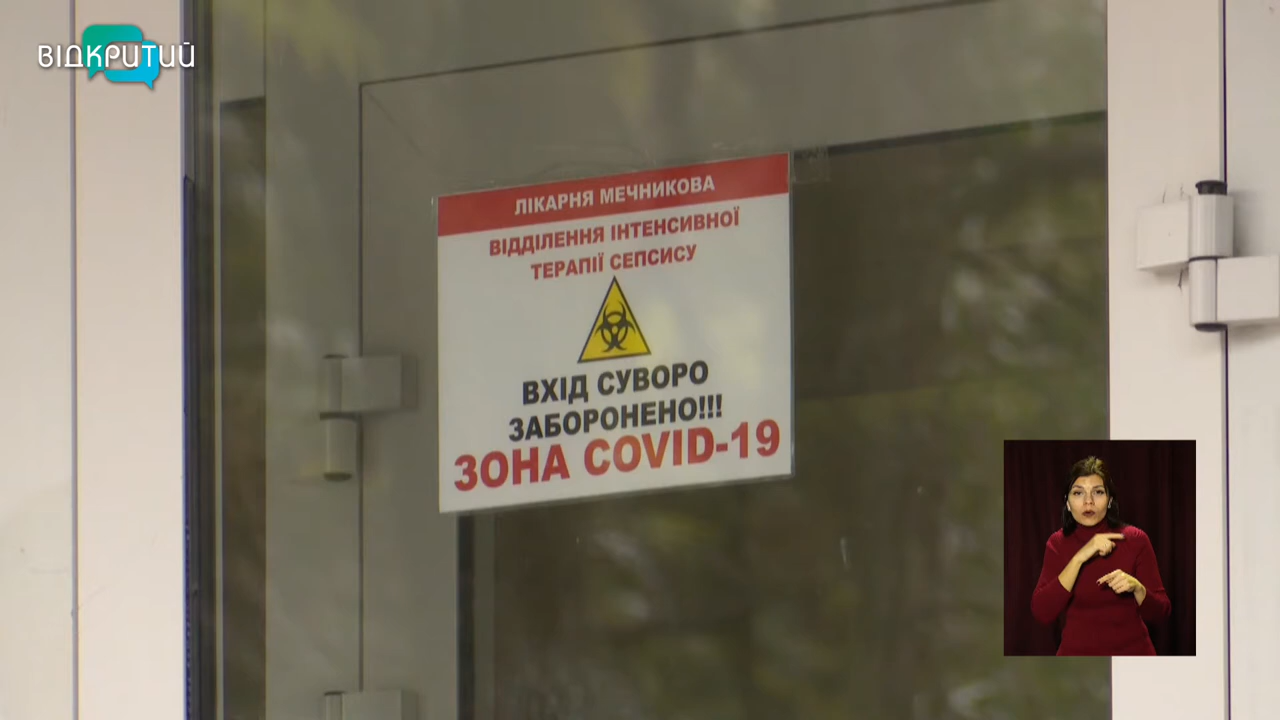 ВІДКРИТИЙ
ЛІКАРНЯ МЕЧНИКОВА
ВІДДІЛЕННЯ ІНТЕНСИВНОЇ
ТЕРАПІЇ СЕПСИСУ
ВХІД СУВОРО
ЗАБОРОНЕНО!!!
ЗОНА COVID-19